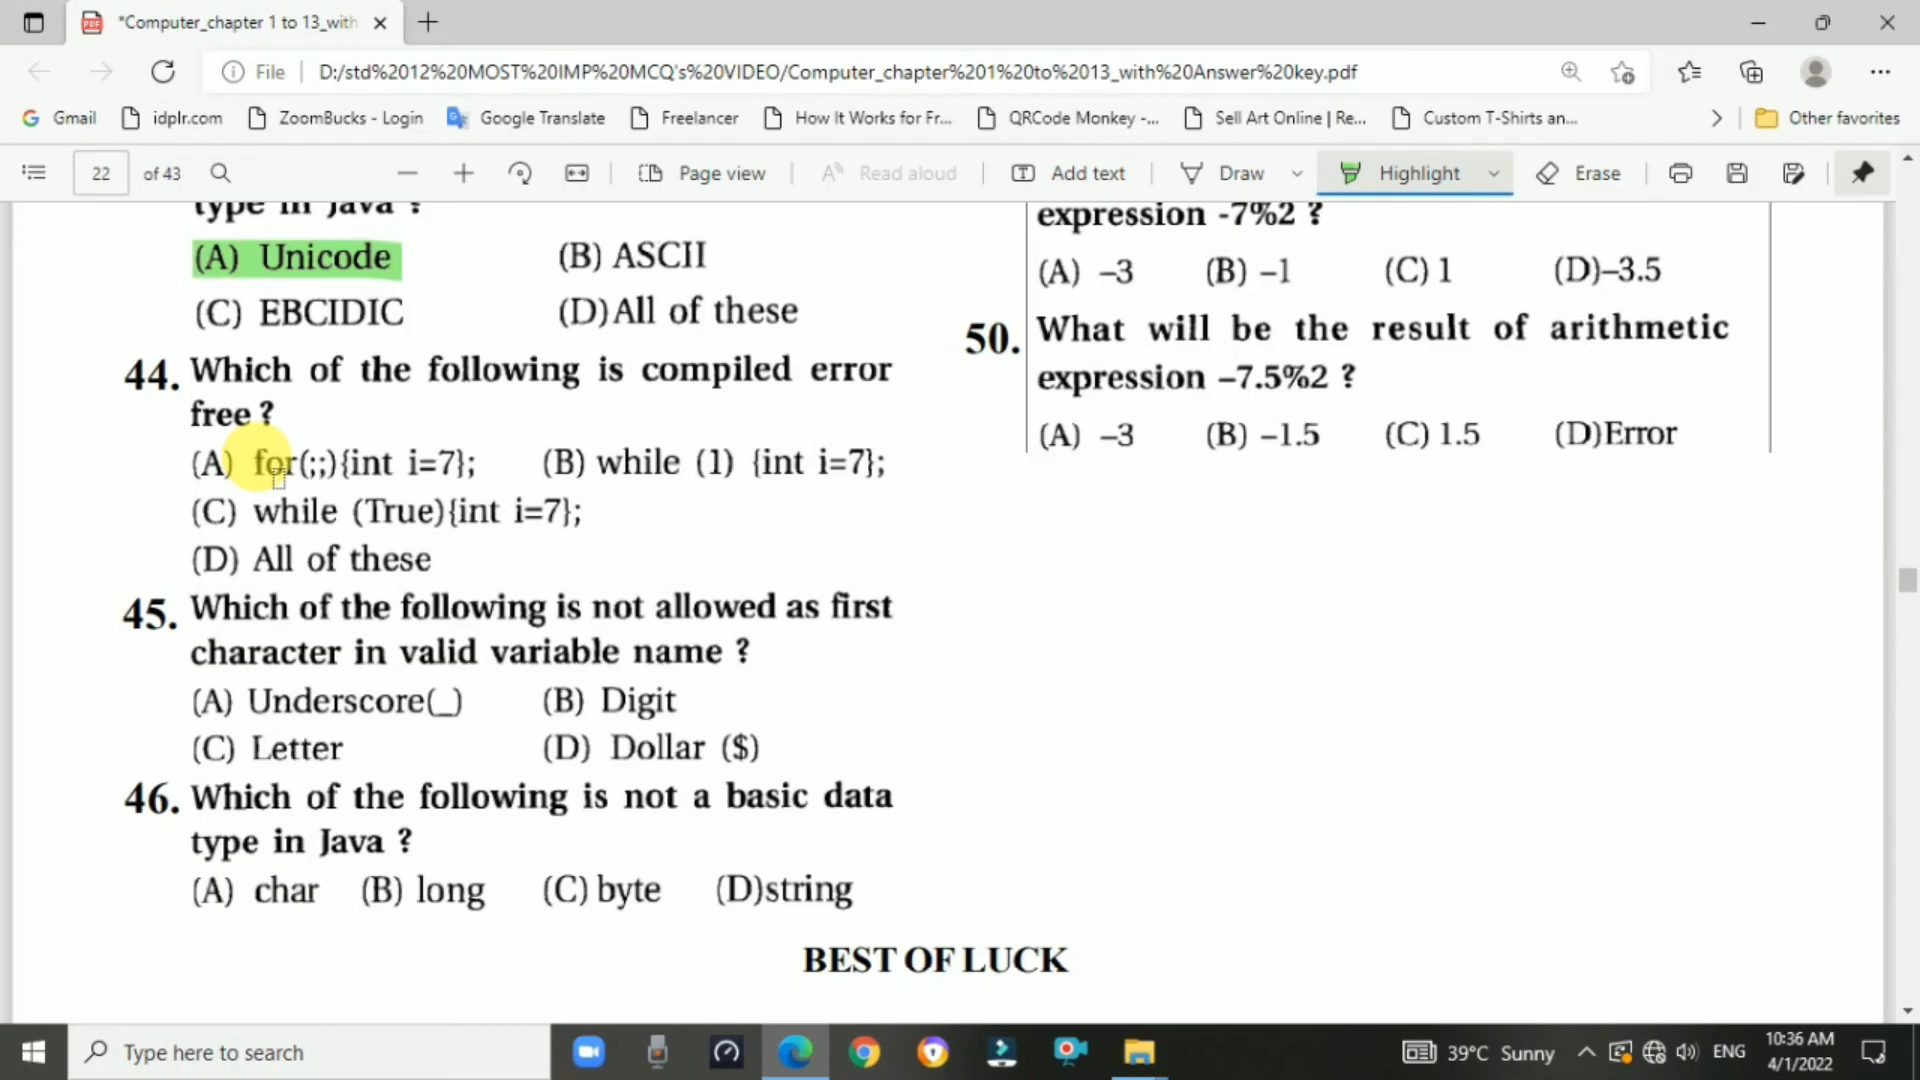 *Computer_chapter 1 to 13_with
File
D:/std%2012%20MOST%20IMP%20MCQ's%20VIDEO/Computer_chapter%201%20to%2013_with%20Answer%20key.pdf
Gmail
idplr.com
ZoomBucks - Login
Google Translate
Freelancer
How It Works for Fr...
QRCode Monkey -...
Sell Art Online | Re...
Custom T-Shirts an...
Other favorites
22 of 43
Page view
Read aloud
Add text
Draw
Highlight
Erase
type in Java ?
(A) Unicode (B) ASCII
(C) EBCIDIC (D)All of these
44. Which of the following is compiled error
free ?
(A) for(;;){int i=7}; (B) while (1) {int i=7};
(C) while (True){int i=7};
(D) All of these
45. Which of the following is not allowed as first
character in valid variable name ?
(A) Underscore(_) (B) Digit
(C) Letter (D) Dollar ($)
46. Which of the following is not a basic data
type in Java ?
(A) char (B) long (C) byte (D)string
expression -7%2 ?
(A) –3 (B) –1 (C) 1 (D)–3.5
50. What will be the result of arithmetic
expression –7.5%2 ?
(A) –3 (B) –1.5 (C) 1.5 (D)Error
BEST OF LUCK
Type here to search
39°C Sunny
ENG
10:36 AM
4/1/2022